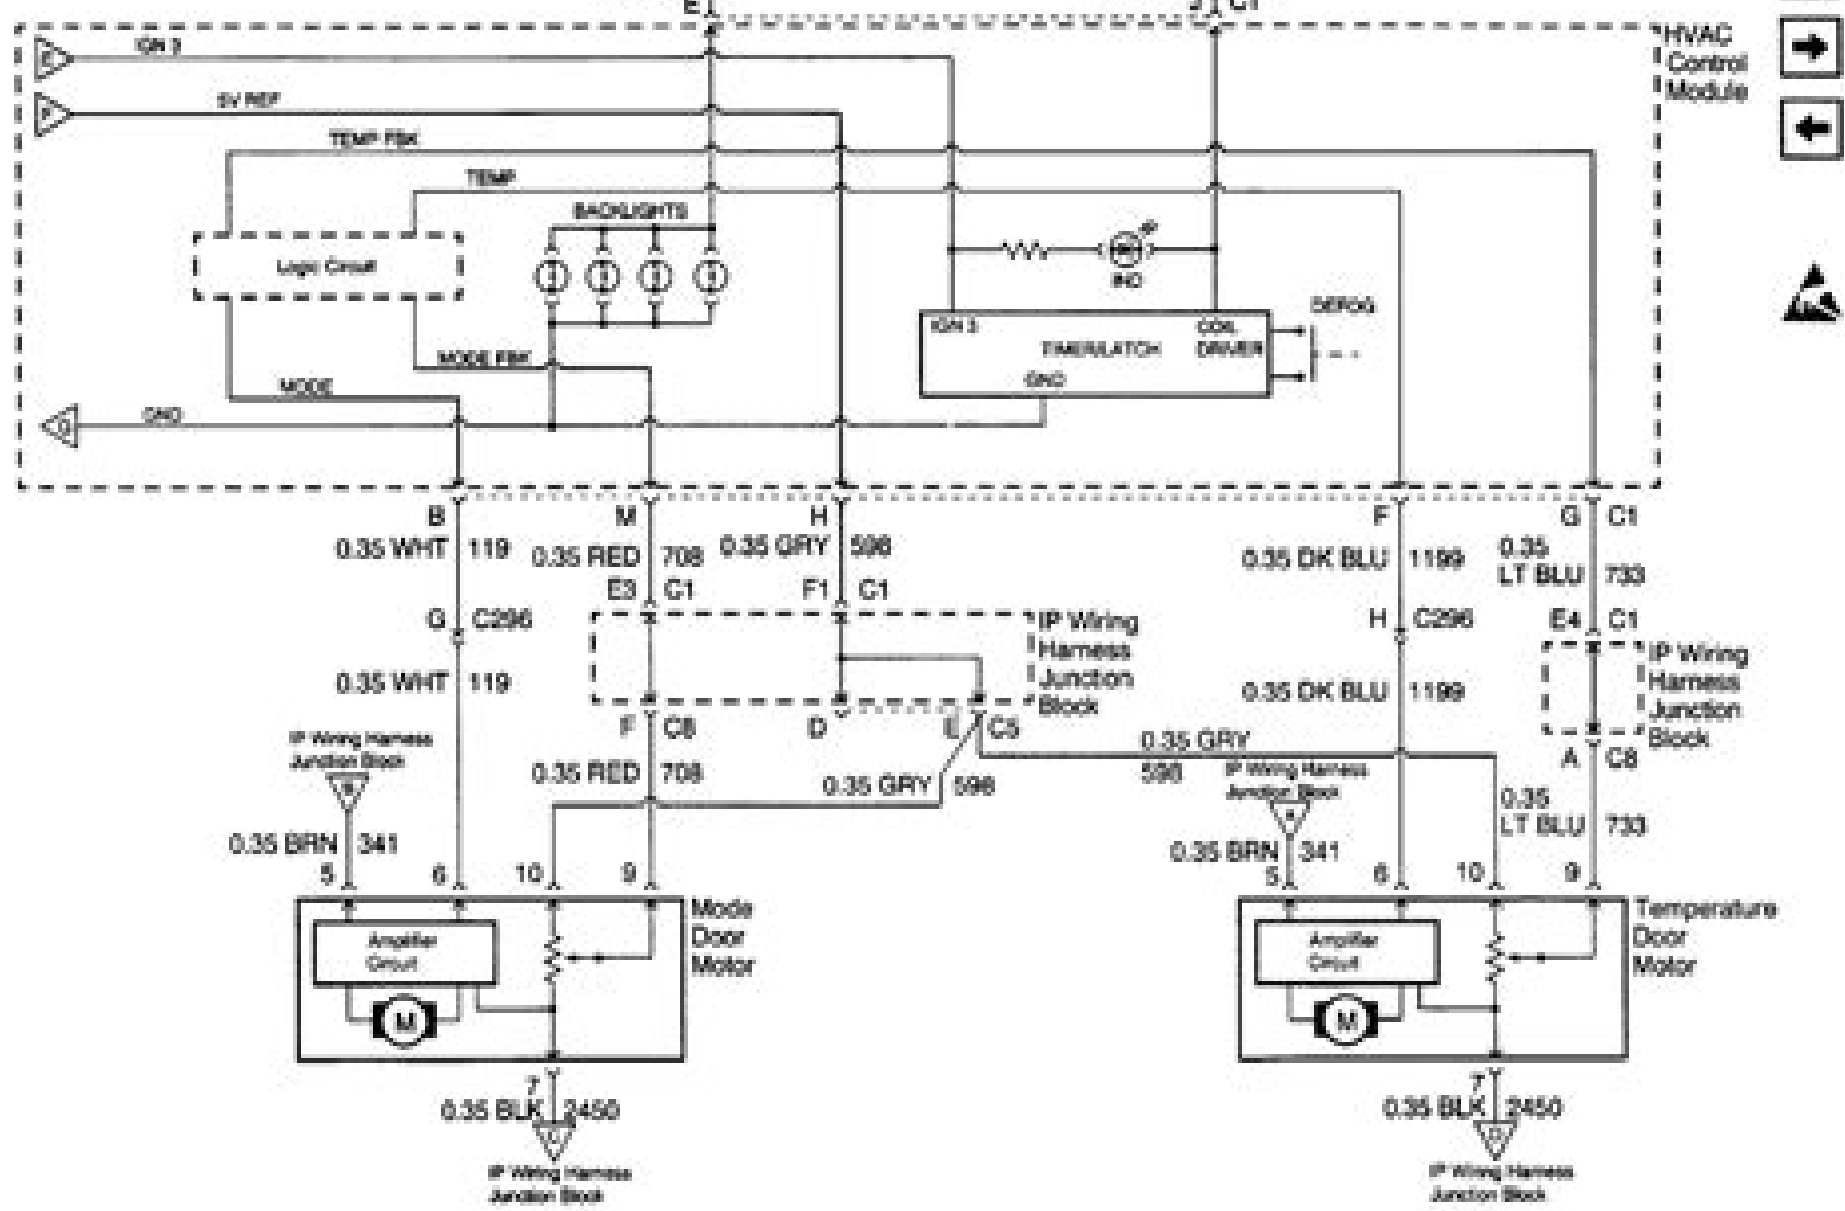 E
J C1
IGN 3
HVAC
Control
Module
5V REF
TEMP FBK
TEMP
BACKLIGHTS
Logic Circuit
IND
DEFOG
IGN 3
COIL
DRIVER
TIMER/LATCH
GND
MODE FBK
MODE
GND
B
M
H
F
G C1
0.35 WHT 119
0.35 RED 708
0.35 GRY 598
0.35 DK BLU 1199
0.35
LT BLU 733
E3 C1
F1 C1
G C296
H C296
E4 C1
IP Wiring
Harness
Junction
Block
IP Wiring
Harness
Junction
Block
0.35 WHT 119
0.35 DK BLU 1199
F C8
D
E C5
A C8
IP Wiring Harness
Junction Block
0.35 RED 708
0.35 GRY 598
0.35 GRY
598
IP Wiring Harness
Junction Block
0.35
LT BLU 733
0.35 BRN 341
0.35 BRN 341
5
6
10
9
5
6
10
9
Mode
Door
Motor
Amplifier
Circuit
M
Temperature
Door
Motor
Amplifier
Circuit
M
7
0.35 BLK 2450
C
IP Wiring Harness
Junction Block
7
0.35 BLK 2450
D
IP Wiring Harness
Junction Block